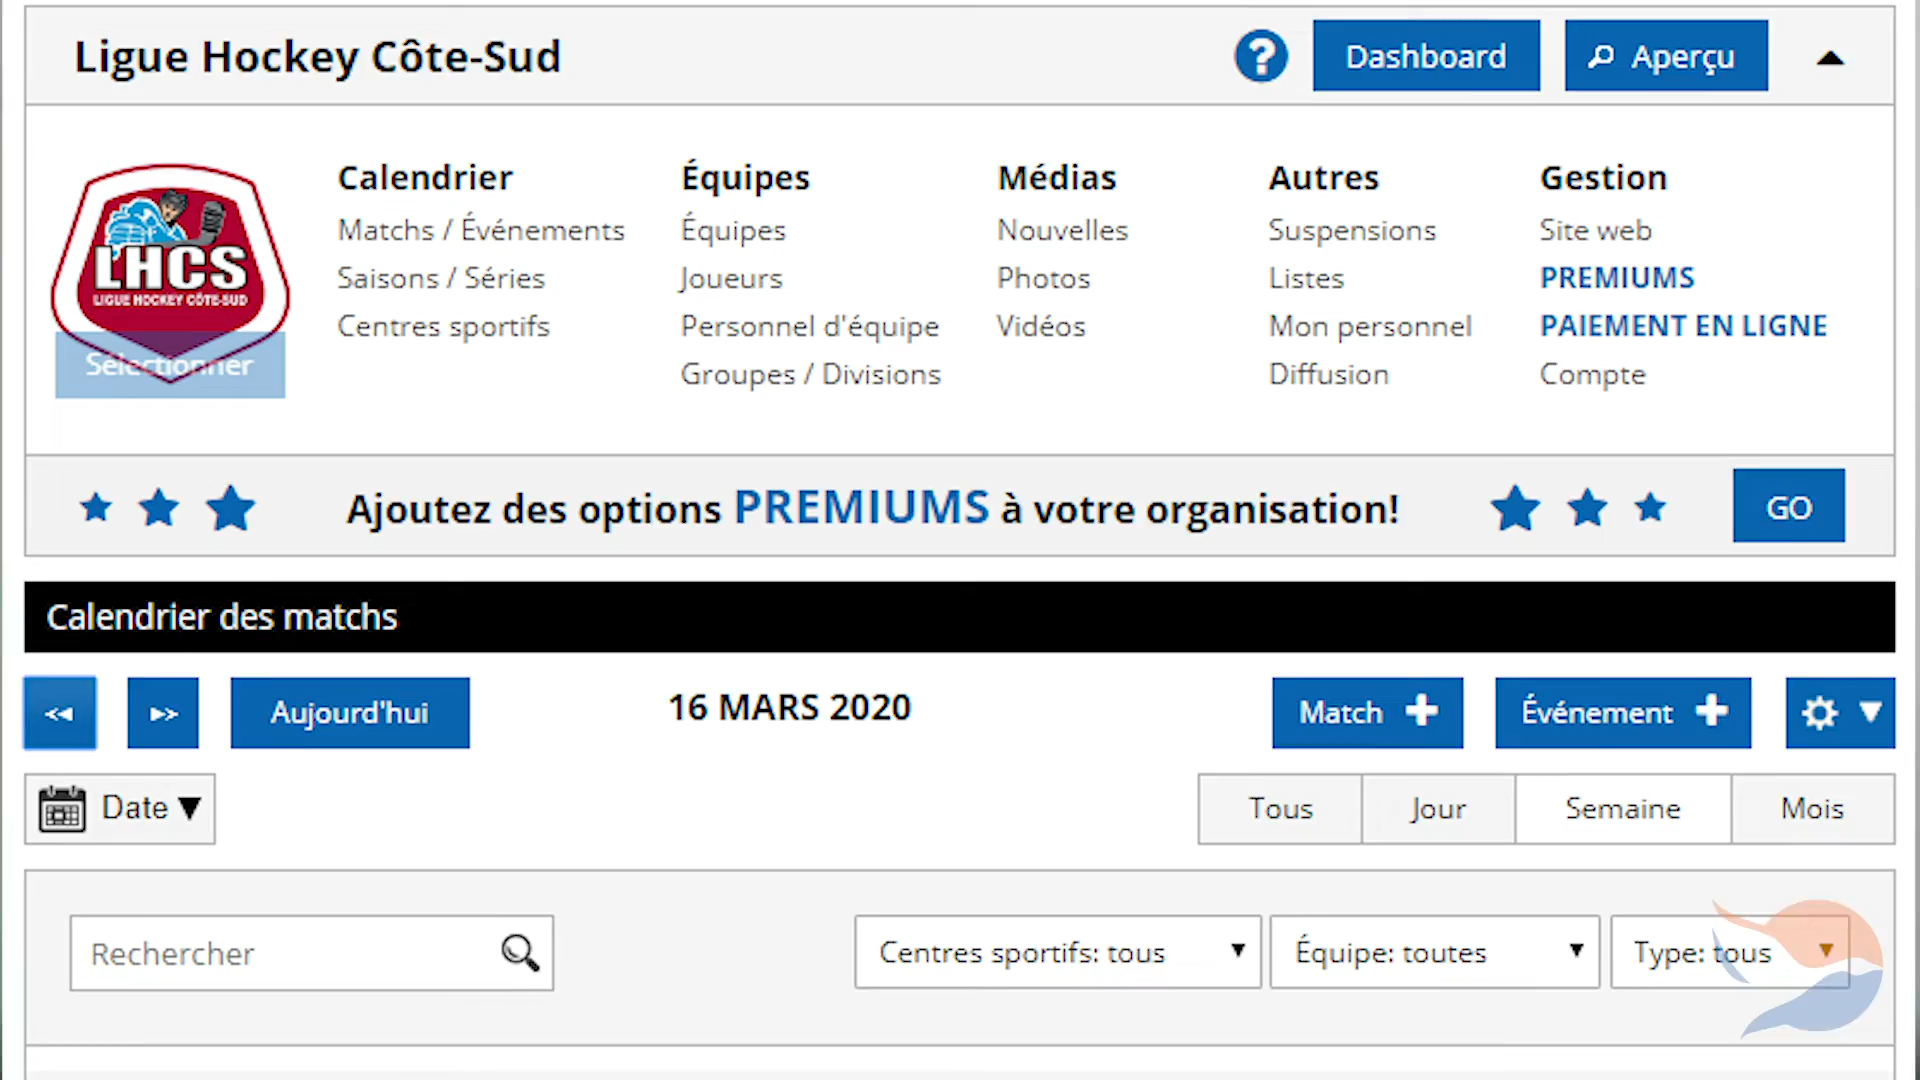 Ligue Hockey Côte-Sud
? Dashboard Aperçu
Calendrier
Matchs / Événements
Saisons / Séries
Centres sportifs
Équipes
Équipes
Joueurs
Personnel d'équipe
Groupes / Divisions
Médias
Nouvelles
Photos
Vidéos
Autres
Suspensions
Listes
Mon personnel
Diffusion
Gestion
Site web
PREMIUMS
PAIEMENT EN LIGNE
Compte
LHCS
LIGUE HOCKEY CÔTE-SUD
Sélectionner
Ajoutez des options PREMIUMS à votre organisation! GO
Calendrier des matchs
Aujourd'hui 16 MARS 2020 Match Événement
Date Tous Jour Semaine Mois
Rechercher Centres sportifs: tous Équipe: toutes Type: tous